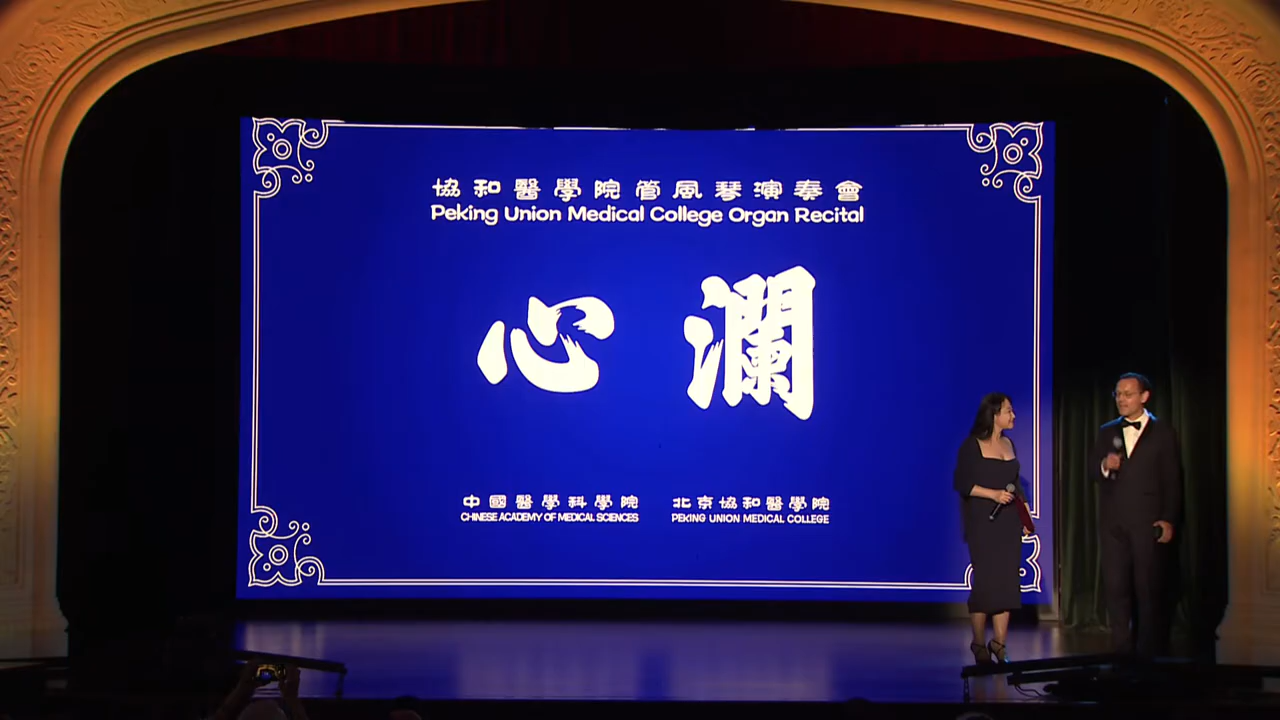 協和醫學院管風琴演奏會
Peking Union Medical College Organ Recital
心瀾
中國醫學科學院
CHINESE ACADEMY OF MEDICAL SCIENCES
北京協和醫學院
PEKING UNION MEDICAL COLLEGE